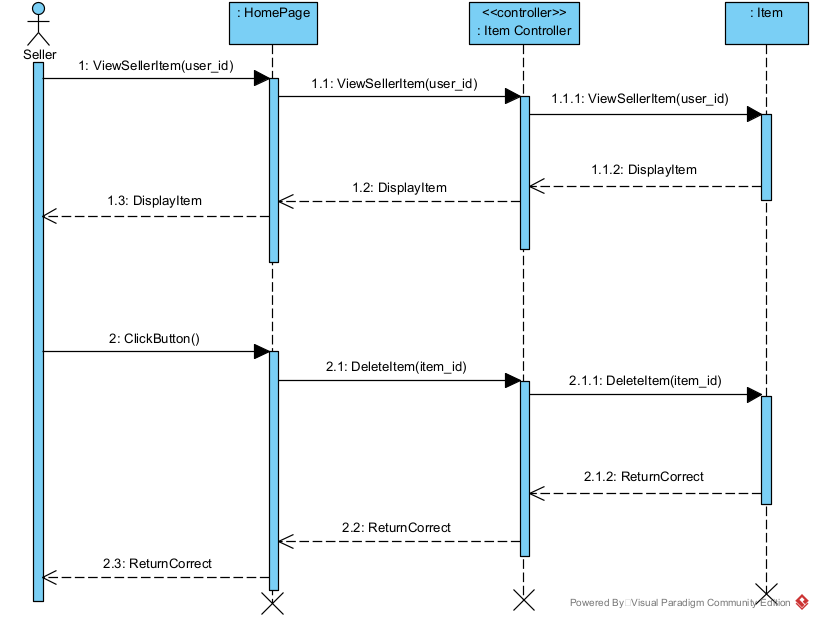 : HomePage
<<controller>>
: Item Controller
: Item
Seller
1: ViewSellerItem(user_id)
1.1: ViewSellerItem(user_id)
1.1.1: ViewSellerItem(user_id)
1.1.2: DisplayItem
1.2: DisplayItem
1.3: DisplayItem
2: ClickButton()
2.1: DeleteItem(item_id)
2.1.1: DeleteItem(item_id)
2.1.2: ReturnCorrect
2.2: ReturnCorrect
2.3: ReturnCorrect
Powered By Visual Paradigm Community Edition